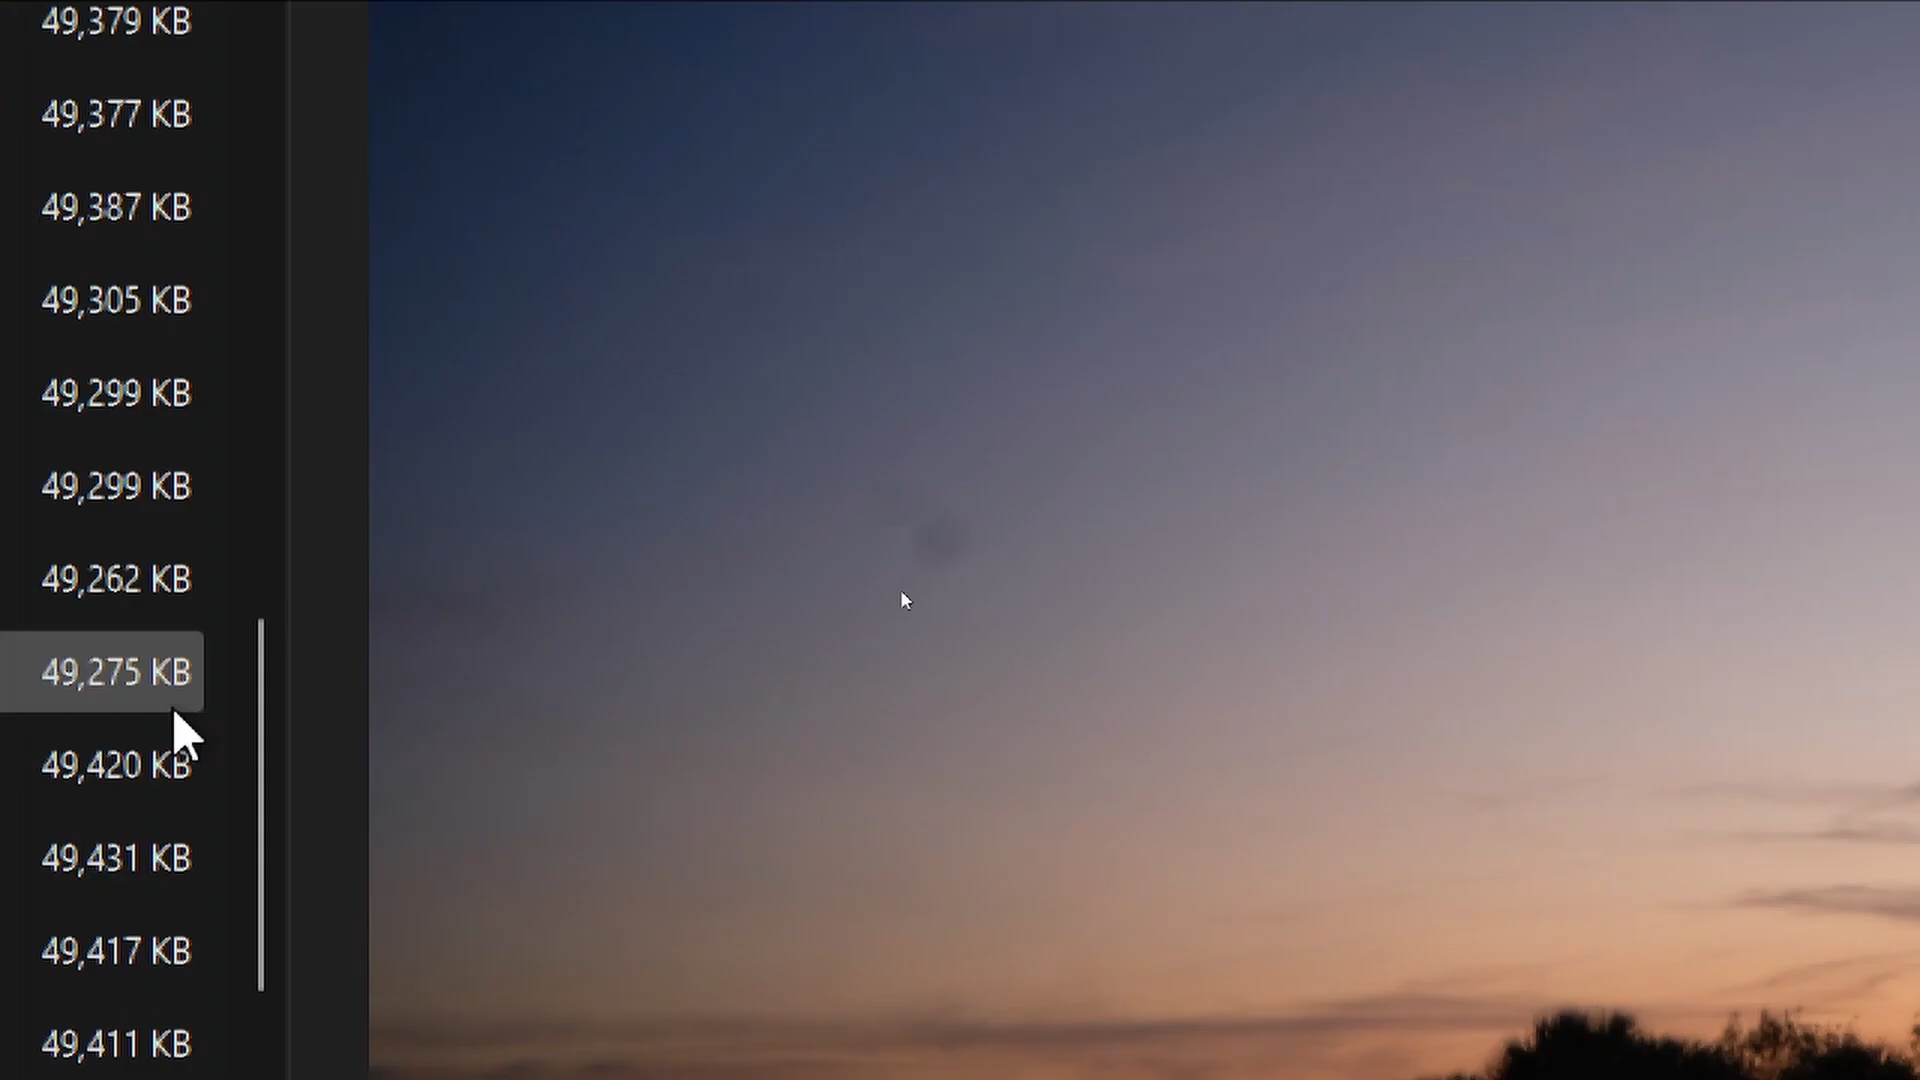 49,379 KB
49,377 KB
49,387 KB
49,305 KB
49,299 KB
49,299 KB
49,262 KB
49,275 KB
49,420 KB
49,431 KB
49,417 KB
49,411 KB